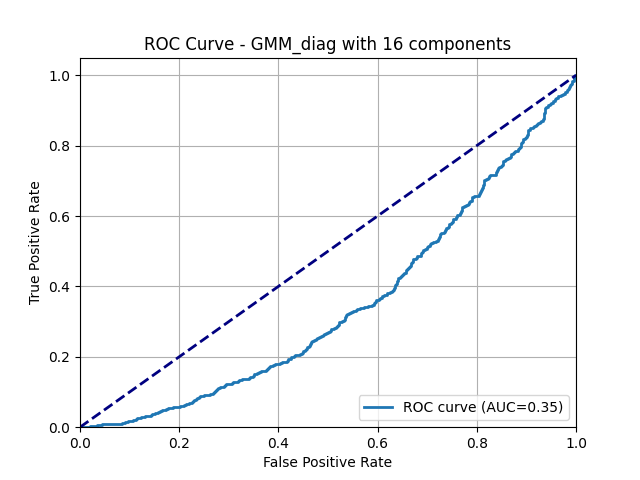 ROC Curve - GMM_diag with 16 components
1.0
0.8
0.6
0.4
0.2
0.0
True Positive Rate
ROC curve (AUC=0.35)
0.0 0.2 0.4 0.6 0.8 1.0
False Positive Rate